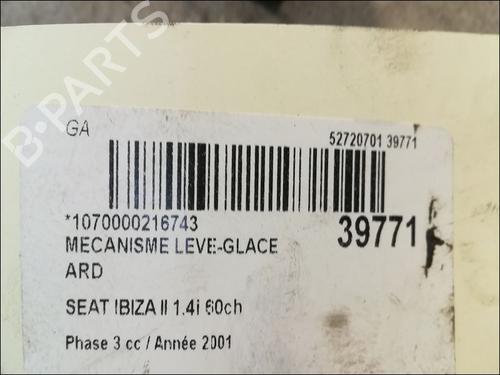 B-PARTS
GA
52720701 39771
*1070000216743
39771
MECANISME LEVE-GLACE
ARD
SEAT IBIZA II 1.4i 60ch
Phase 3 cc / Année 2001